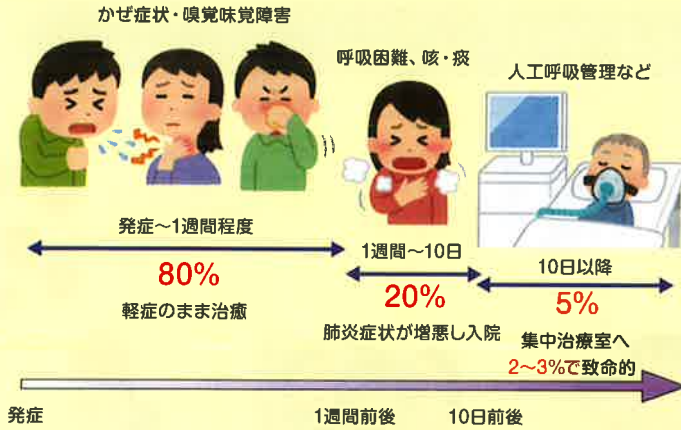 かぜ症状・嗅覚味覚障害
呼吸困難、咳・痰
人工呼吸管理など
発症～1週間程度
80%
軽症のまま治癒
1週間～10日
20%
肺炎症状が増悪し入院
10日以降
5%
集中治療室へ
2～3%で致命的
発症
1週間前後
10日前後